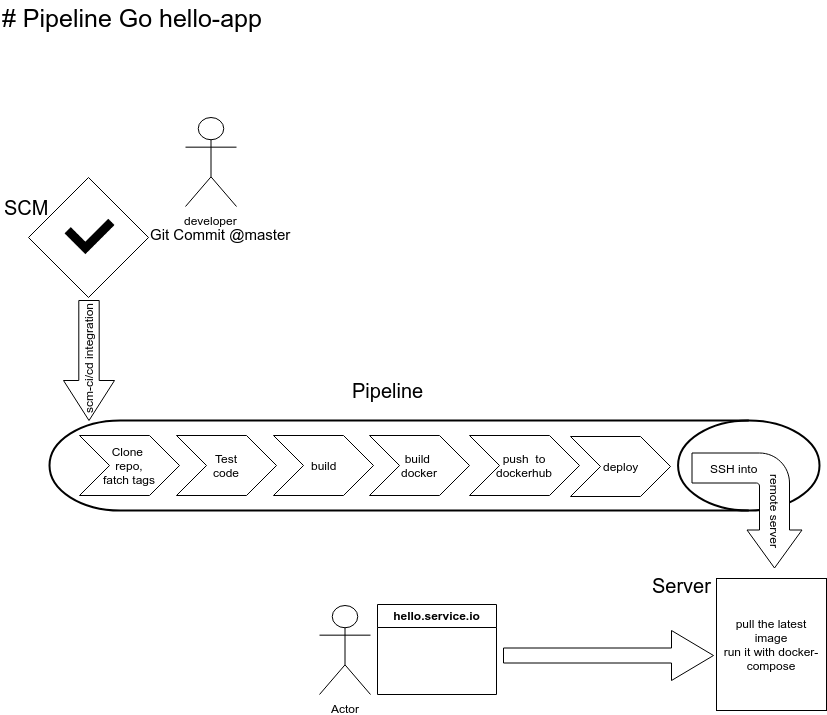 # Pipeline Go hello-app
SCM
developer
Git Commit @master
scm-ci/cd integration
Pipeline
Clone
repo,
fatch tags
Test
code
build
build
docker
push to
dockerhub
deploy
SSH into
remote server
Server
pull the latest
image
run it with docker-
compose
hello.service.io
Actor